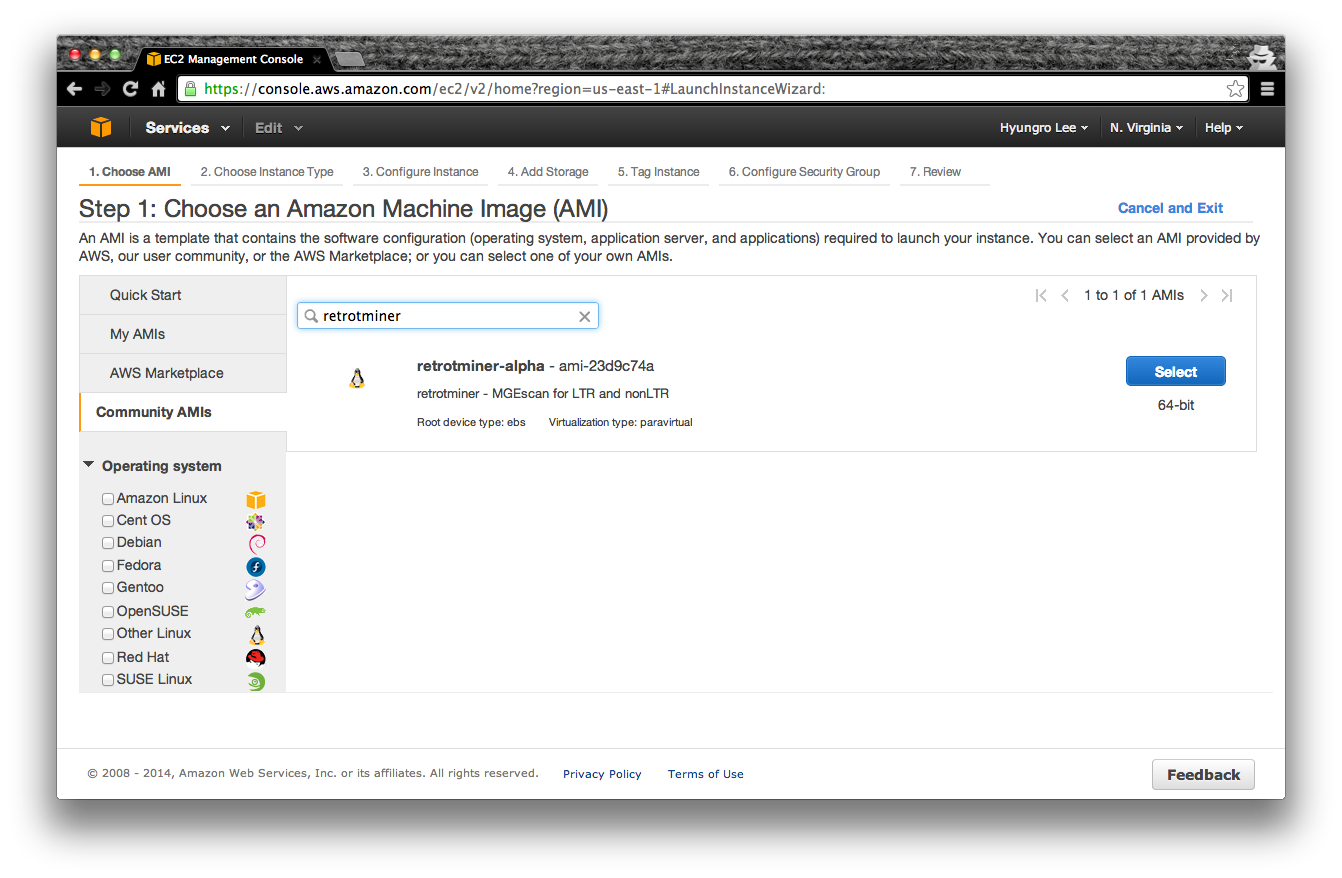 EC2 Management Console
https://console.aws.amazon.com/ec2/v2/home?region=us-east-1#LaunchInstanceWizard:
Services Edit Hyungro Lee N. Virginia Help
1. Choose AMI 2. Choose Instance Type 3. Configure Instance 4. Add Storage 5. Tag Instance 6. Configure Security Group 7. Review
Step 1: Choose an Amazon Machine Image (AMI) Cancel and Exit
An AMI is a template that contains the software configuration (operating system, application server, and applications) required to launch your instance. You can select an AMI provided by
AWS, our user community, or the AWS Marketplace; or you can select one of your own AMIs.
Quick Start
My AMIs
AWS Marketplace
Community AMIs
Operating system
Amazon Linux
Cent OS
Debian
Fedora
Gentoo
OpenSUSE
Other Linux
Red Hat
SUSE Linux
1 to 1 of 1 AMIs
retrotminer
retrotminer-alpha - ami-23d9c74a
retrotminer - MGEscan for LTR and nonLTR
Root device type: ebs Virtualization type: paravirtual
Select
64-bit
© 2008 - 2014, Amazon Web Services, Inc. or its affiliates. All rights reserved. Privacy Policy Terms of Use
Feedback